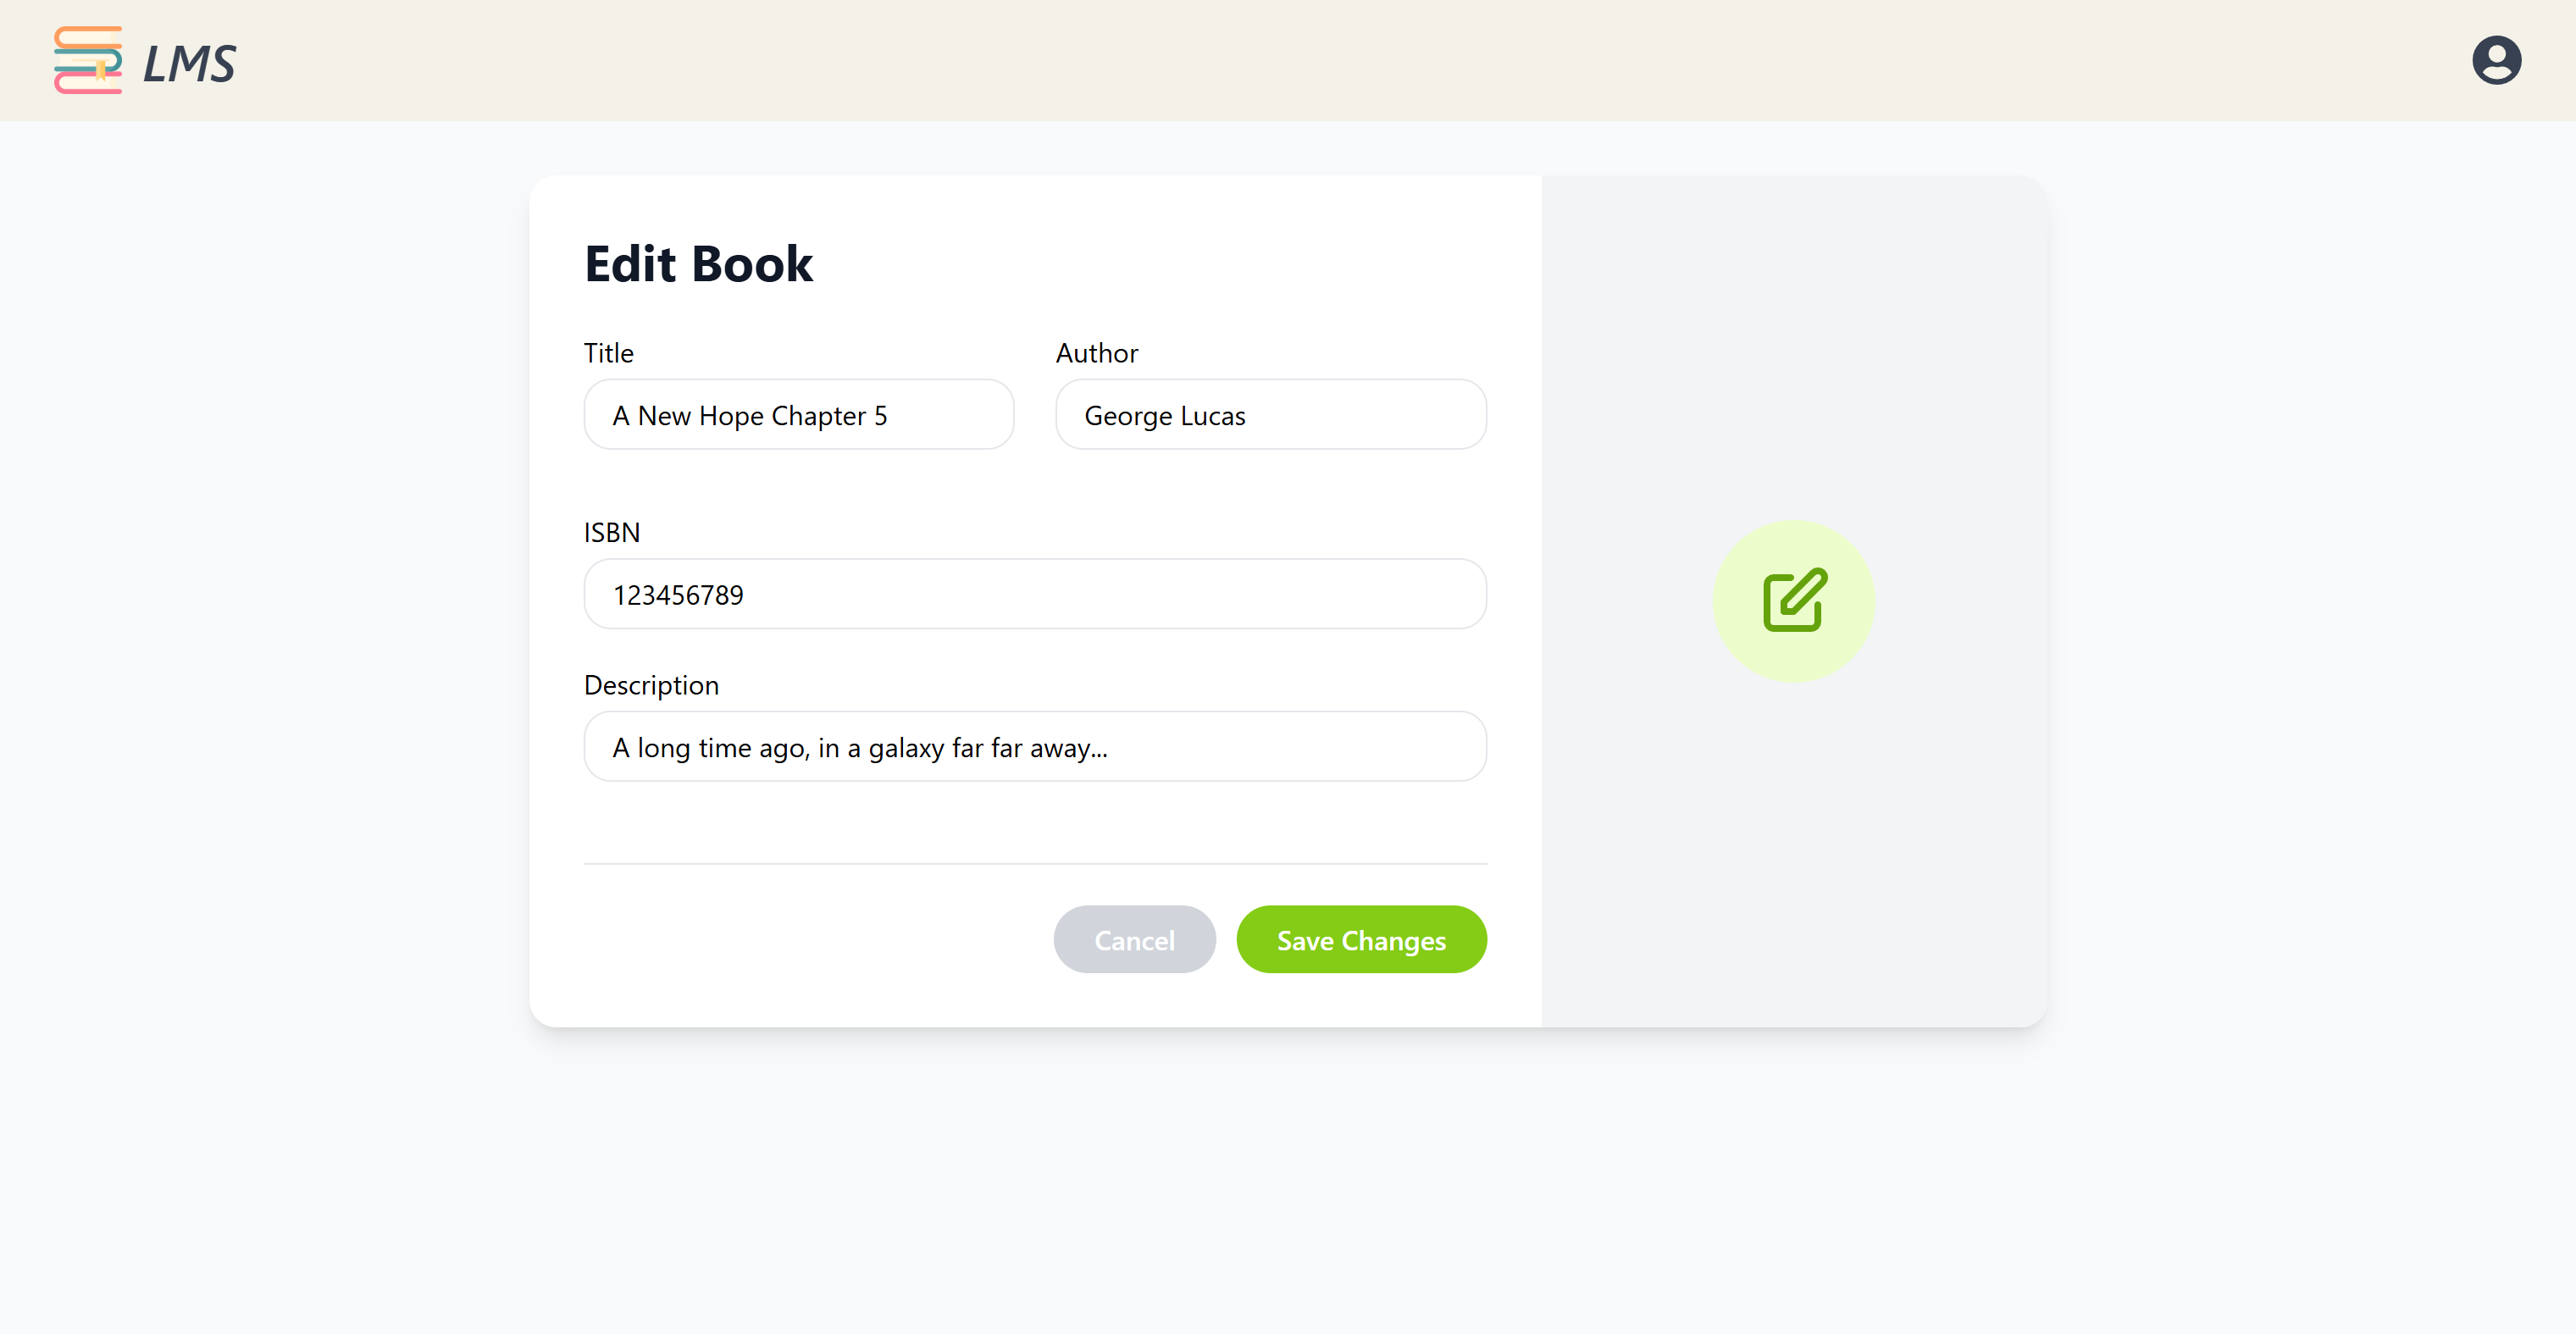 LMS
Edit Book
Title
Author
A New Hope Chapter 5
George Lucas
ISBN
123456789
Description
A long time ago, in a galaxy far far away...
Cancel
Save Changes